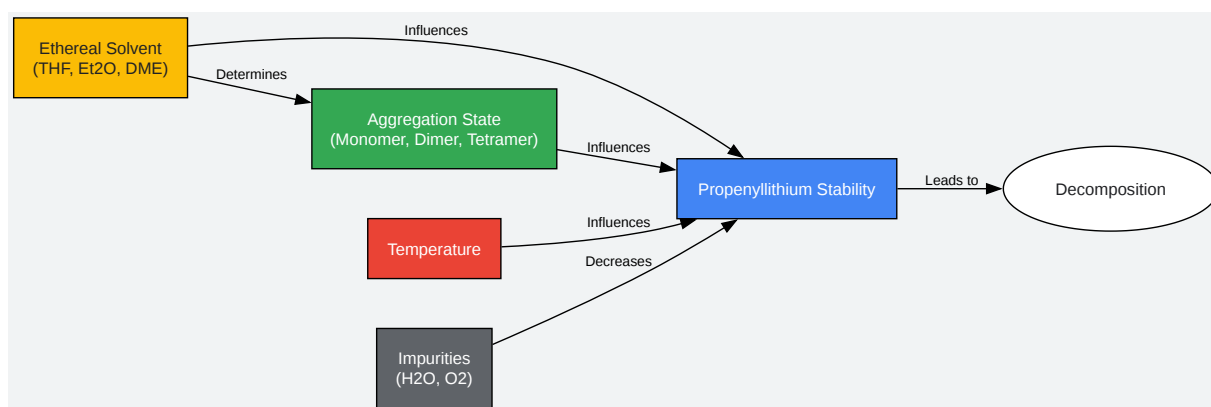 Ethereal Solvent
(THF, Et2O, DME)
Influences
Determines
Aggregation State
(Monomer, Dimer, Tetramer)
Influences
Propenyllithium Stability
Leads to
Decomposition
Temperature
Influences
Decreases
Impurities
(H2O, O2)